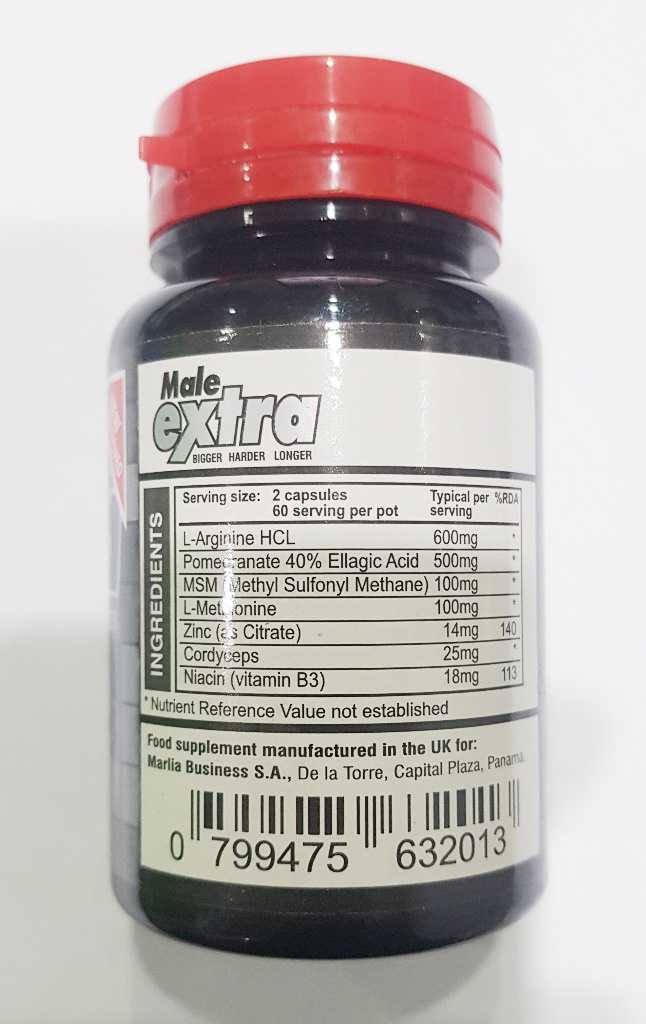 Male
extra
BIGGER HARDER LONGER
INGREDIENTS
Serving size: 2 capsules
60 serving per pot
Typical per serving
%RDA
L-Arginine HCL 600mg *
Pomegranate 40% Ellagic Acid 500mg *
MSM (Methyl Sulfonyl Methane) 100mg *
L-Methionine 100mg *
Zinc (as Citrate) 14mg 140
Cordyceps 25mg *
Niacin (vitamin B3) 18mg 113
* Nutrient Reference Value not established
Food supplement manufactured in the UK for:
Marlia Business S.A., De la Torre, Capital Plaza, Panama.
0 799475 632013